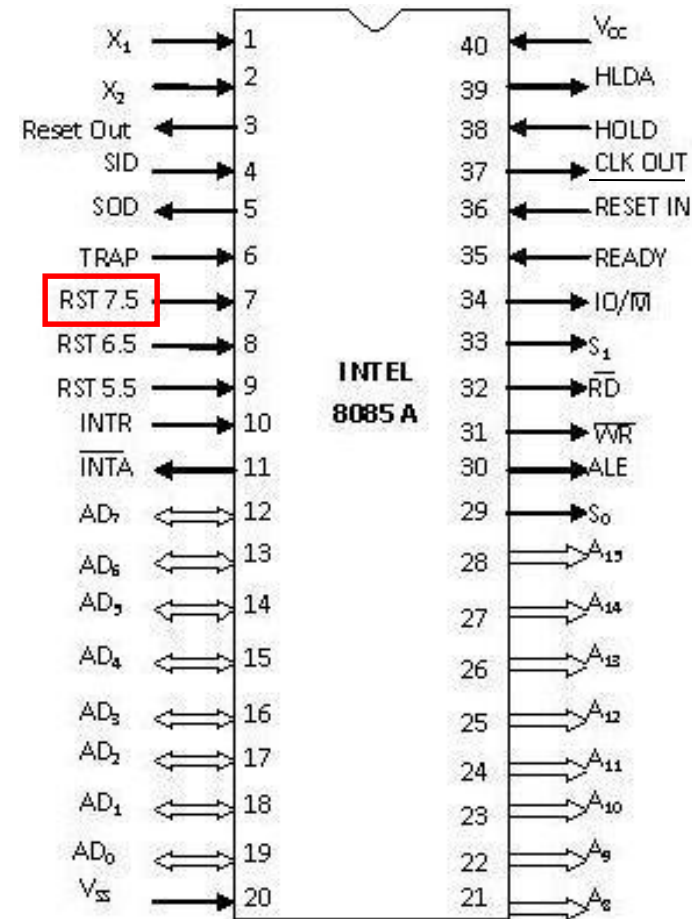 X₁ 1 40 Vcc
X₂ 2 39 HLDA
Reset Out 3 38 HOLD
SID 4 37 CLK OUT
SOD 5 36 RESET IN
TRAP 6 35 READY
RST 7.5 7 34 IO/M̅
RST 6.5 8 33 S₁
RST 5.5 9 32 R̅D̅
INTR 10 31 W̅R̅
I̅N̅T̅A̅ 11 30 ALE
INTEL
8085 A
AD₇ 12 29 S₀
AD₆ 13 28 A₁₅
AD₅ 14 27 A₁₄
AD₄ 15 26 A₁₃
AD₃ 16 25 A₁₂
AD₂ 17 24 A₁₁
AD₁ 18 23 A₁₀
AD₀ 19 22 A₉
Vss 20 21 A₈